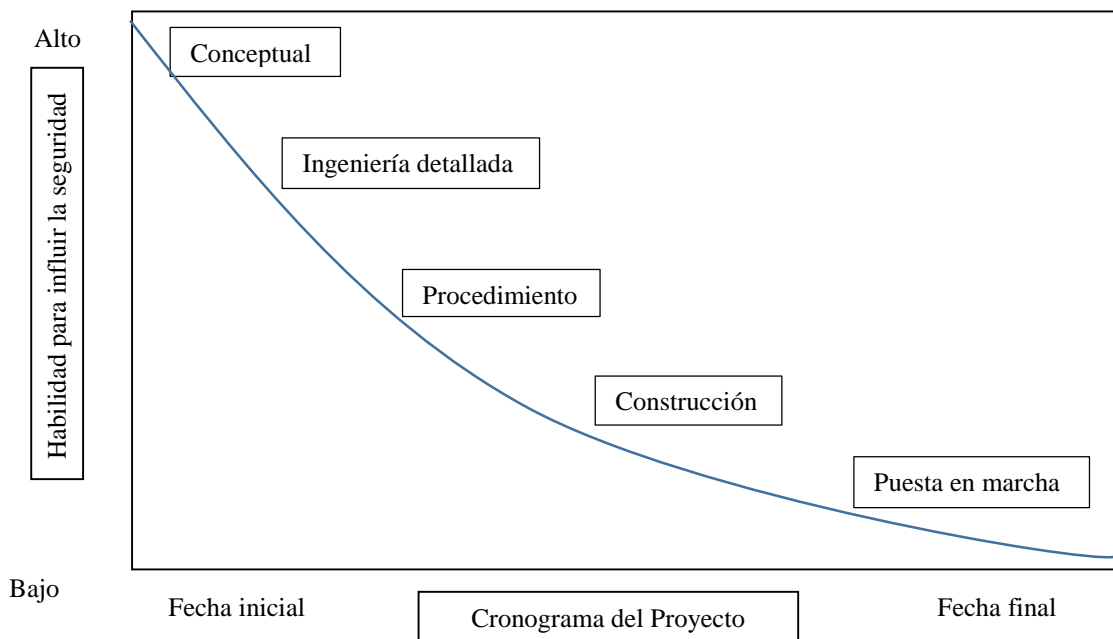 Alto
Conceptual
Habilidad para influir la seguridad
Ingeniería detallada
Procedimiento
Construcción
Puesta en marcha
Bajo
Fecha inicial
Cronograma del Proyecto
Fecha final